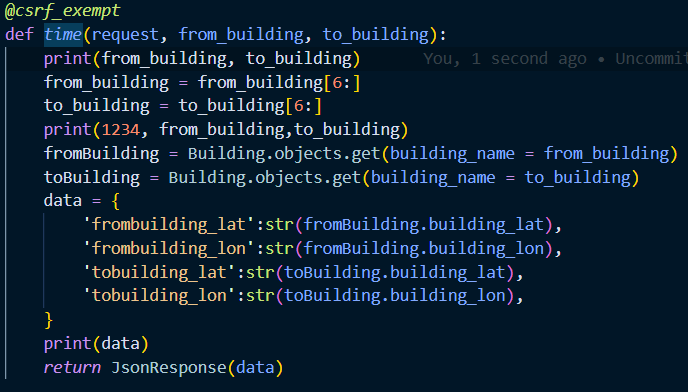 @csrf_exempt
def time(request, from_building, to_building):
    print(from_building, to_building)    You, 1 second ago • Uncommit
    from_building = from_building[6:]
    to_building = to_building[6:]
    print(1234, from_building,to_building)
    fromBuilding = Building.objects.get(building_name = from_building)
    toBuilding = Building.objects.get(building_name = to_building)
    data = {
        'frombuilding_lat':str(fromBuilding.building_lat),
        'frombuilding_lon':str(fromBuilding.building_lon),
        'tobuilding_lat':str(toBuilding.building_lat),
        'tobuilding_lon':str(toBuilding.building_lon),
    }
    print(data)
    return JsonResponse(data)